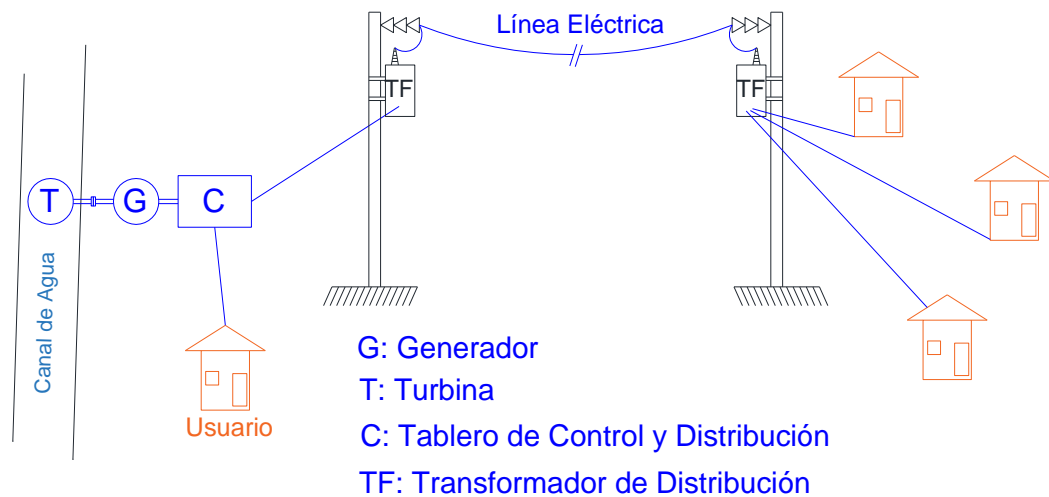 Línea Eléctrica
TF
TF
T
G
C
Canal de Agua
Usuario
G: Generador
T: Turbina
C: Tablero de Control y Distribución
TF: Transformador de Distribución